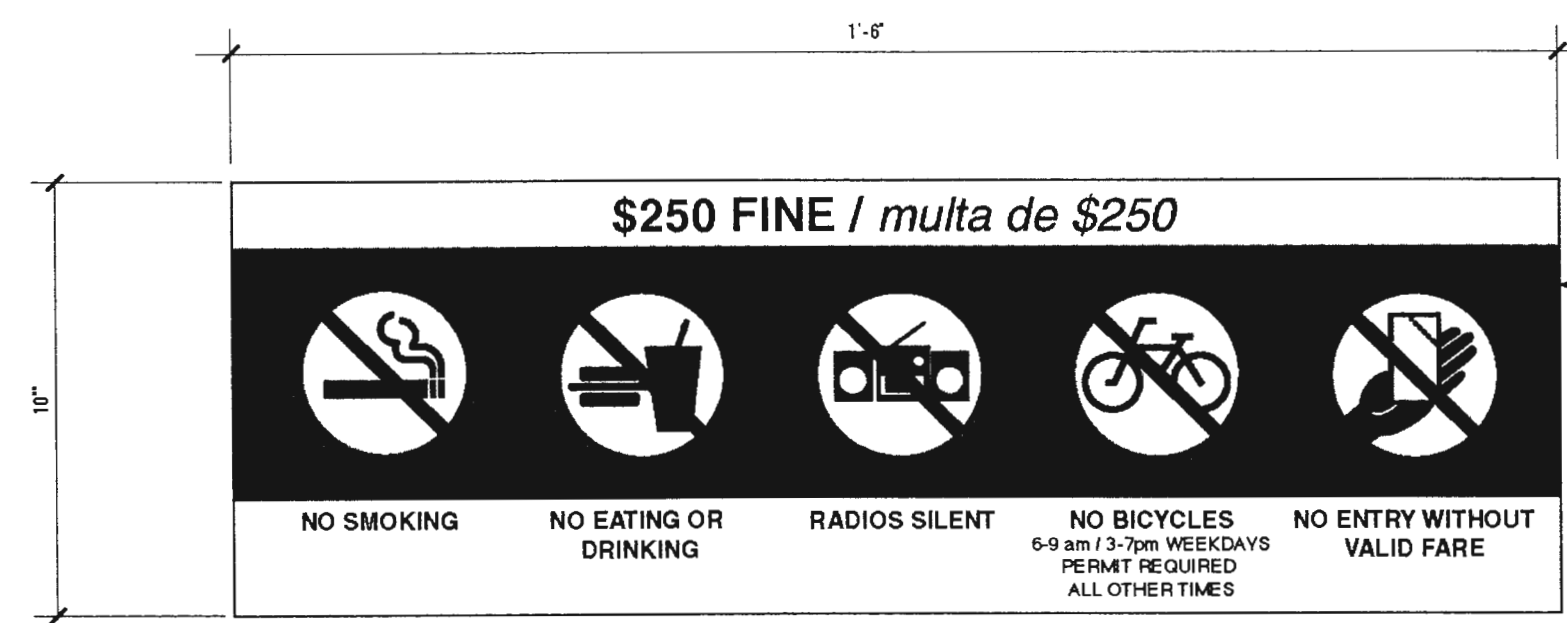 1'-6"
10"
$250 FINE / multa de $250
NO SMOKING
NO EATING OR
DRINKING
RADIOS SILENT
NO BICYCLES
6-9 am / 3-7pm WEEKDAYS
PERMIT REQUIRED
ALL OTHER TIMES
NO ENTRY WITHOUT
VALID FARE